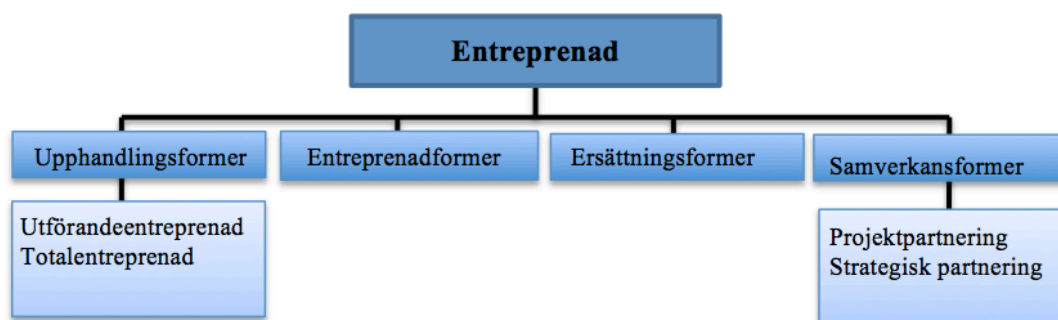 Entreprenad
Upphandlingsformer
Entreprenadformer
Ersättningsformer
Samverkansformer
Utförandeentreprenad
Totalentreprenad
Projektpartnering
Strategisk partnering